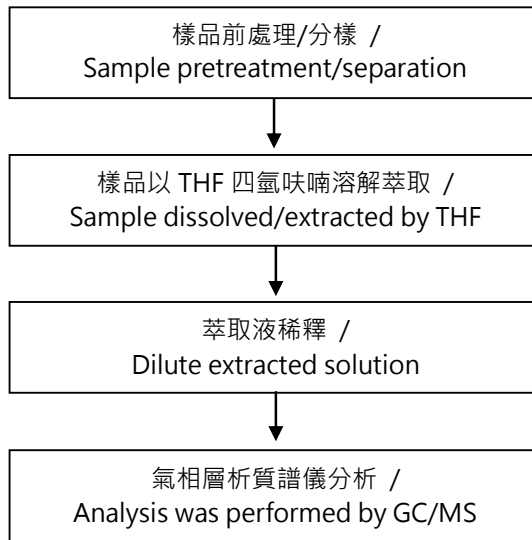 樣品前處理/分樣 /
Sample pretreatment/separation
樣品以 THF 四氫呋喃溶解萃取 /
Sample dissolved/extracted by THF
萃取液稀釋 /
Dilute extracted solution
氣相層析質譜儀分析 /
Analysis was performed by GC/MS